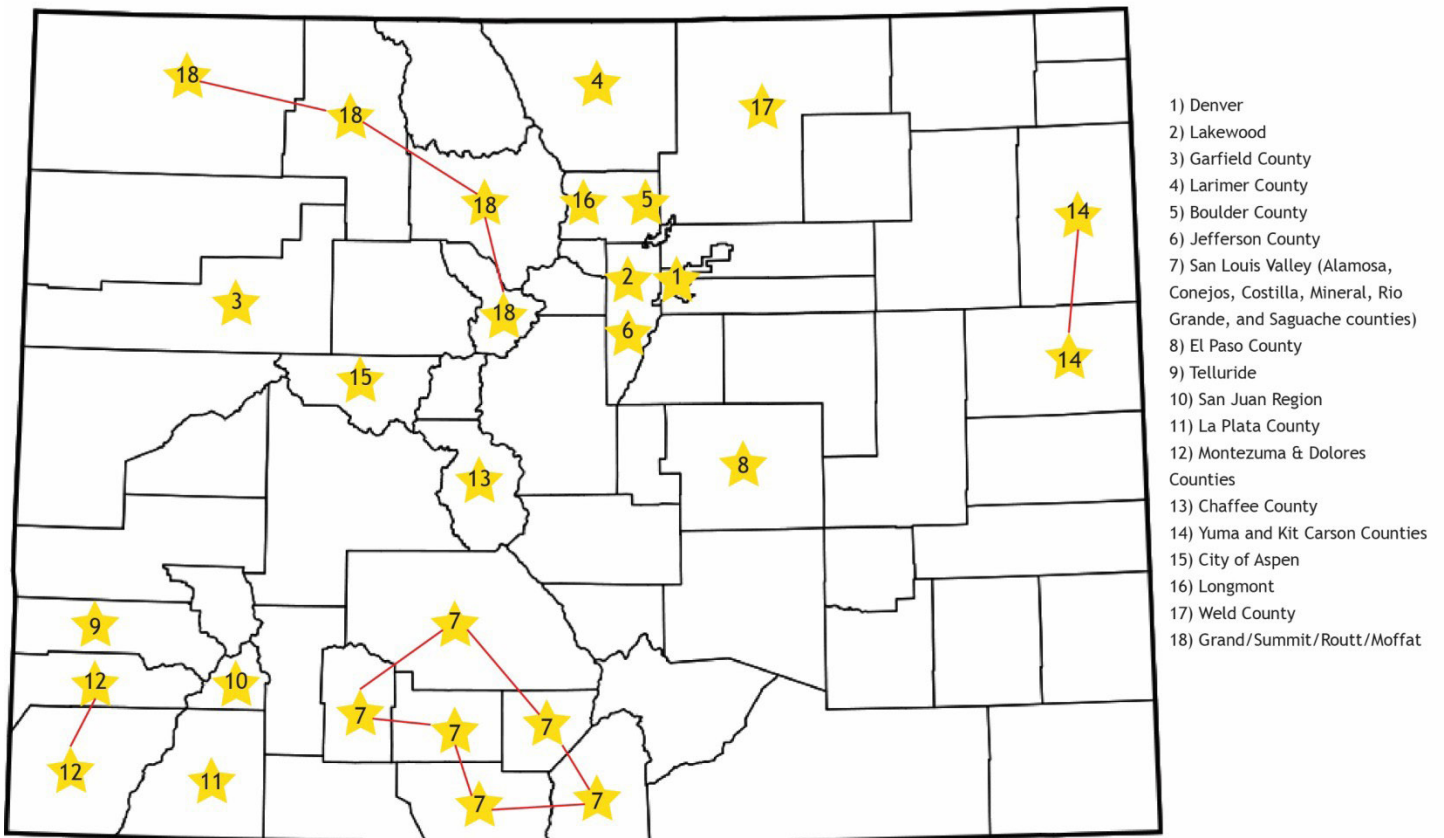 18
4
17
18
18
16
5
14
2
1
3
18
6
14
15
8
13
7
9
12
10
7
7
7
12
11
7
7
1) Denver
2) Lakewood
3) Garfield County
4) Larimer County
5) Boulder County
6) Jefferson County
7) San Louis Valley (Alamosa,
Conejos, Costilla, Mineral, Rio
Grande, and Saguache counties)
8) El Paso County
9) Telluride
10) San Juan Region
11) La Plata County
12) Montezuma & Dolores
Counties
13) Chaffee County
14) Yuma and Kit Carson Counties
15) City of Aspen
16) Longmont
17) Weld County
18) Grand/Summit/Routt/Moffat